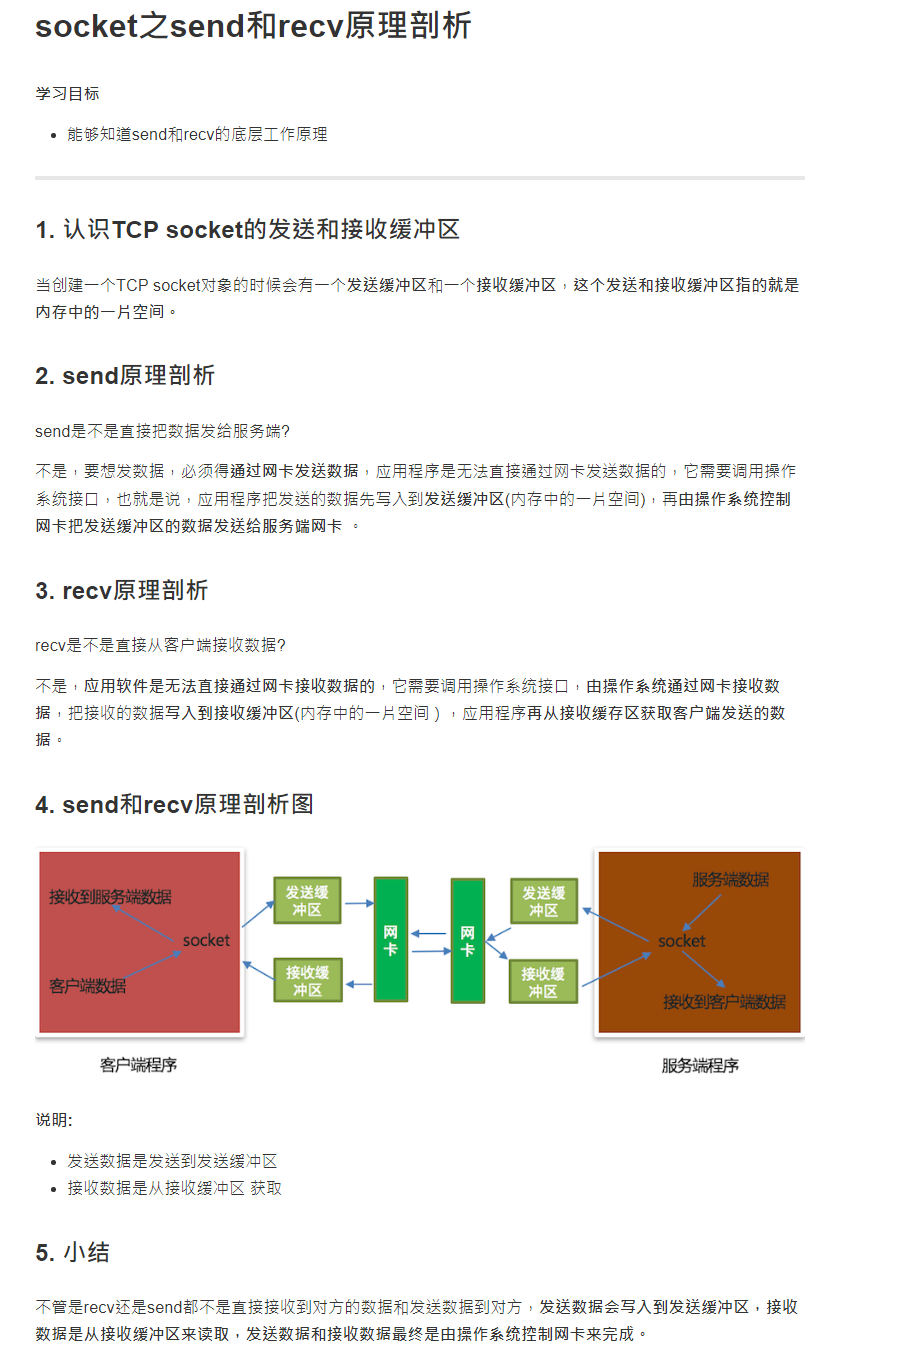 socket之send和recv原理剖析
学习目标
能够知道send和recv的底层工作原理
1. 认识TCP socket的发送和接收缓冲区
当创建一个TCP socket对象的时候会有一个发送缓冲区和一个接收缓冲区，这个发送和接收缓冲区指的就是
内存中的一片空间。
2. send原理剖析
send是不是直接把数据发给服务端?
不是，要想发数据，必须得通过网卡发送数据，应用程序是无法直接通过网卡发送数据的，它需要调用操作
系统接口，也就是说，应用程序把发送的数据先写入到发送缓冲区(内存中的一片空间)，再由操作系统控制
网卡把发送缓冲区的数据发送给服务端网卡 。
3. recv原理剖析
recv是不是直接从客户端接收数据?
不是，应用软件是无法直接通过网卡接收数据的，它需要调用操作系统接口，由操作系统通过网卡接收数
据，把接收的数据写入到接收缓冲区(内存中的一片空间 ) ，应用程序再从接收缓存区获取客户端发送的数
据。
4. send和recv原理剖析图
接收到服务端数据
socket
客户端数据
客户端程序
发送缓
冲区
接收缓
冲区
网
卡
网
卡
发送缓
冲区
接收缓
冲区
服务端数据
socket
接收到客户端数据
服务端程序
说明:
发送数据是发送到发送缓冲区
接收数据是从接收缓冲区 获取
5. 小结
不管是recv还是send都不是直接接收到对方的数据和发送数据到对方，发送数据会写入到发送缓冲区，接收
数据是从接收缓冲区来读取，发送数据和接收数据最终是由操作系统控制网卡来完成。